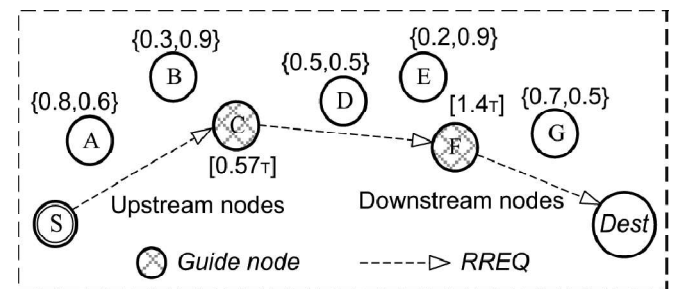 {0.3,0.9}
{0.2,0.9}
B
{0.5,0.5}
E
{0.8,0.6}
D
[1.4T]
{0.7,0.5}
A
C
F
G
[0.57T]
S
Upstream nodes
Downstream nodes
Dest
Guide node
RREQ